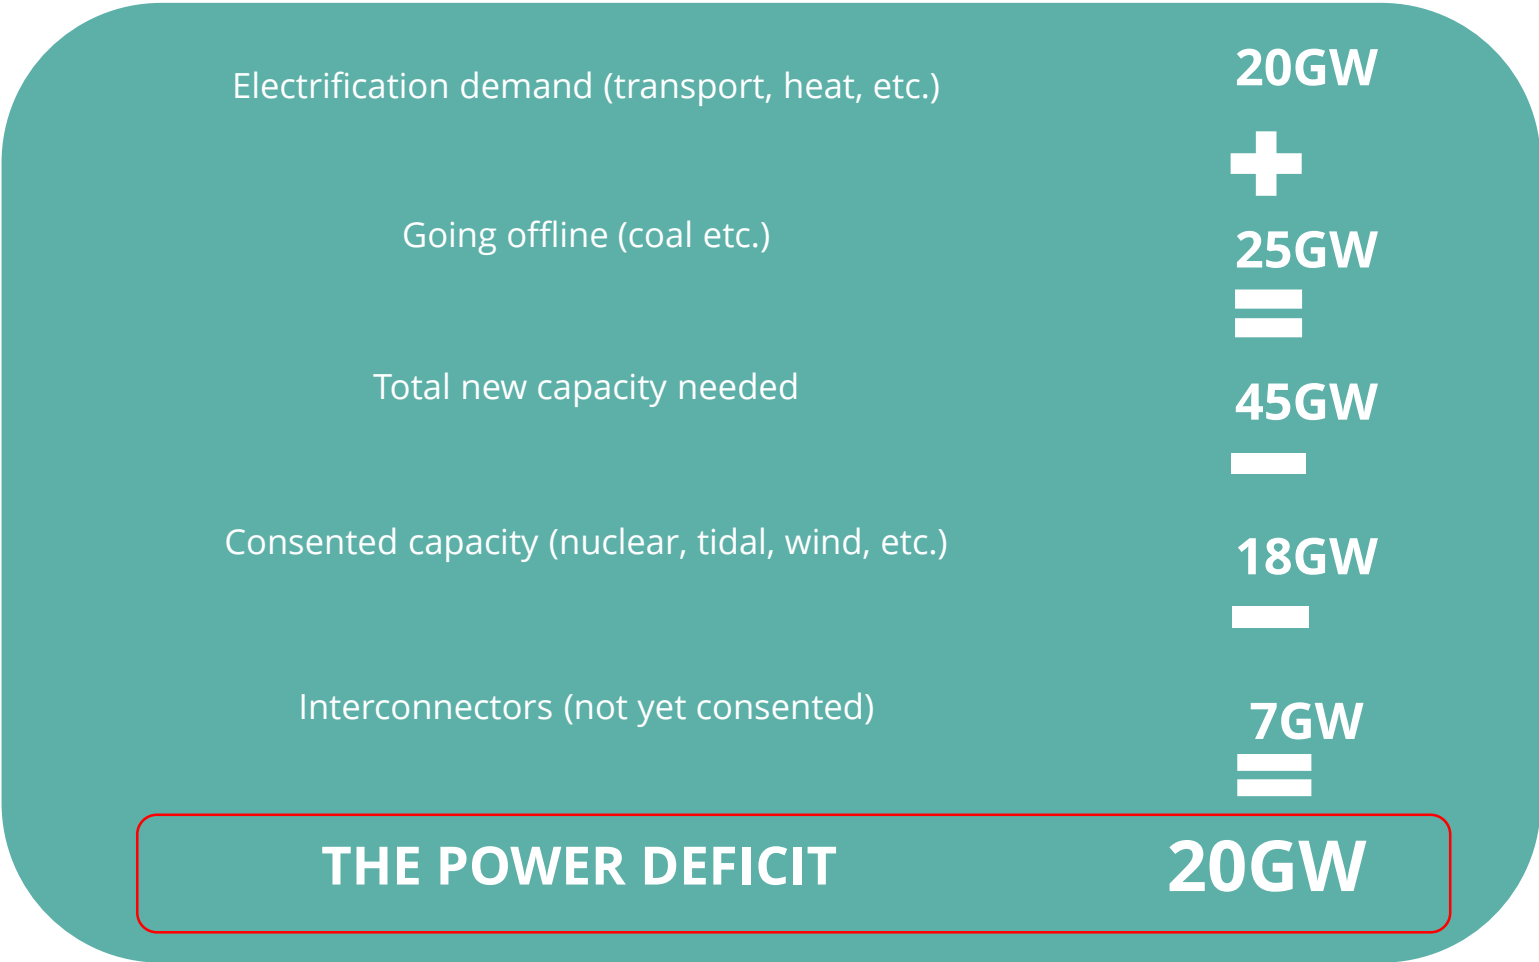 Electrification demand (transport, heat, etc.) 20GW
+
Going offline (coal etc.) 25GW
=
Total new capacity needed 45GW
−
Consented capacity (nuclear, tidal, wind, etc.) 18GW
−
Interconnectors (not yet consented) 7GW
=
THE POWER DEFICIT 20GW